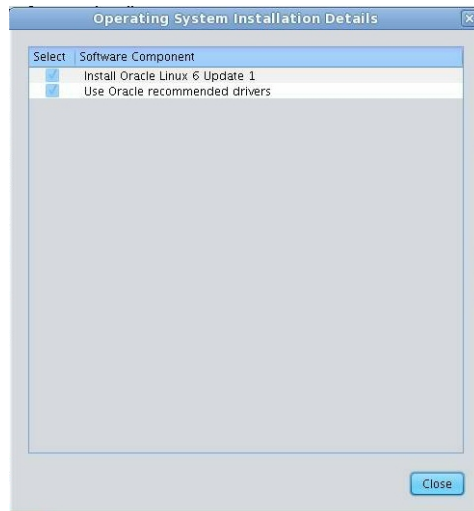 Operating System Installation Details
Select Software Component
Install Oracle Linux 6 Update 1
Use Oracle recommended drivers
Close